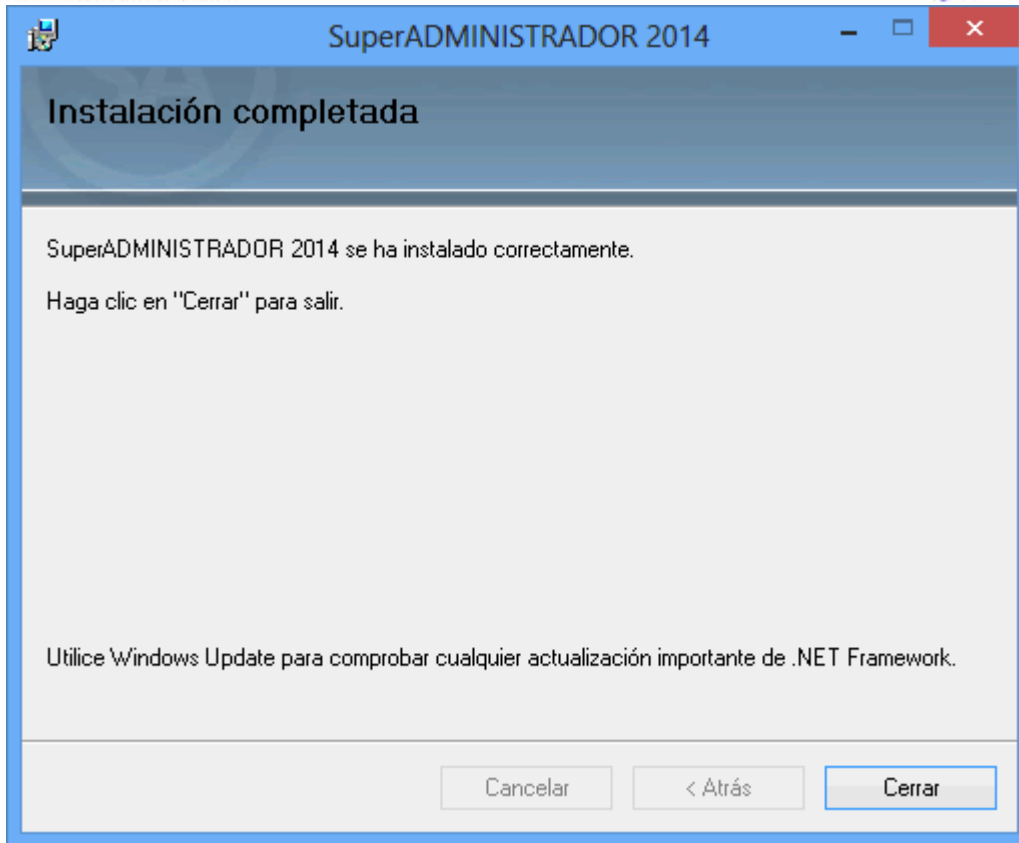 SuperADMINISTRADOR 2014
Instalación completada
SuperADMINISTRADOR 2014 se ha instalado correctamente.
Haga clic en "Cerrar" para salir.
Utilice Windows Update para comprobar cualquier actualización importante de .NET Framework.
Cancelar
< Atrás
Cerrar